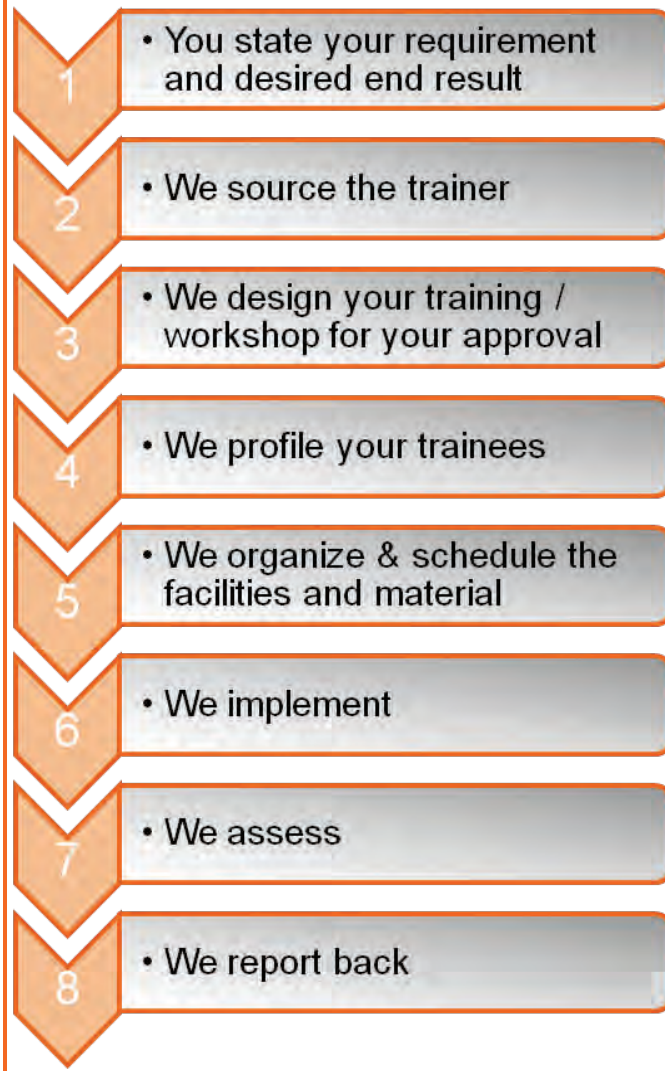 1
• You state your requirement
and desired end result
2
• We source the trainer
3
• We design your training /
workshop for your approval
4
• We profile your trainees
5
• We organize & schedule the
facilities and material
6
• We implement
7
• We assess
8
• We report back